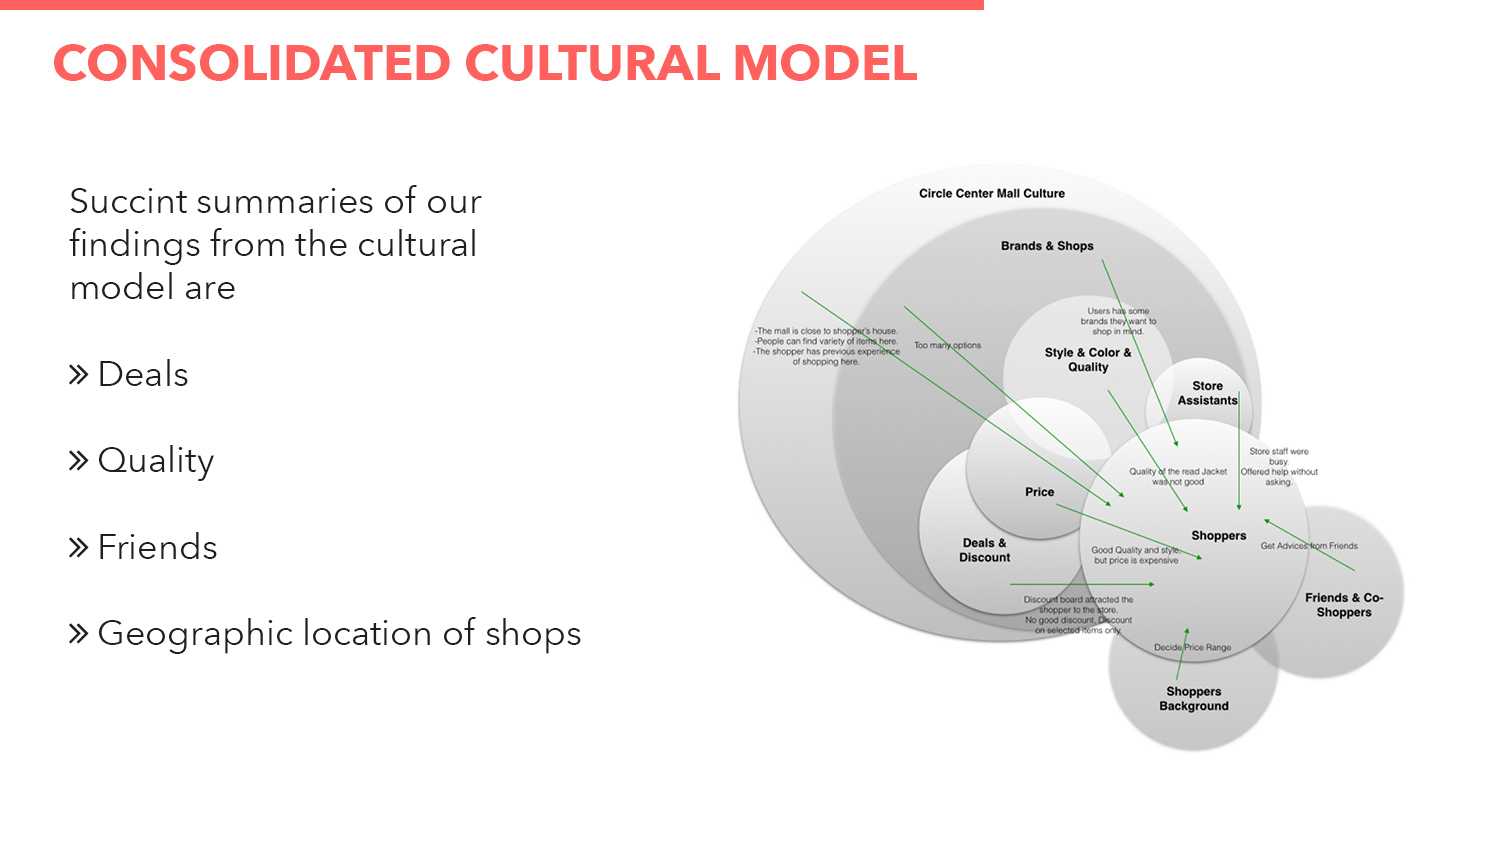 CONSOLIDATED CULTURAL MODEL
Succint summaries of our
findings from the cultural
model are
» Deals
» Quality
» Friends
» Geographic location of shops
Circle Center Mall Culture
Brands & Shops
Users has some
brands they want to
shop in mind.
-The mall is close to shopper's house.
-People can find variety of items here.
-The shopper has previous experience
of shopping here.
Too many options
Style & Color &
Quality
Store
Assistants
Store staff were
busy.
Offered help without
asking.
Quality of the read Jacket
was not good
Price
Shoppers
Deals &
Discount
Good Quality and style,
but price is expensive
Get Advices from Friends
Discount board attracted the
shopper to the store.
No good discount. Discount
on selected items only.
Friends & Co-
Shoppers
Decide Price Range
Shoppers
Background